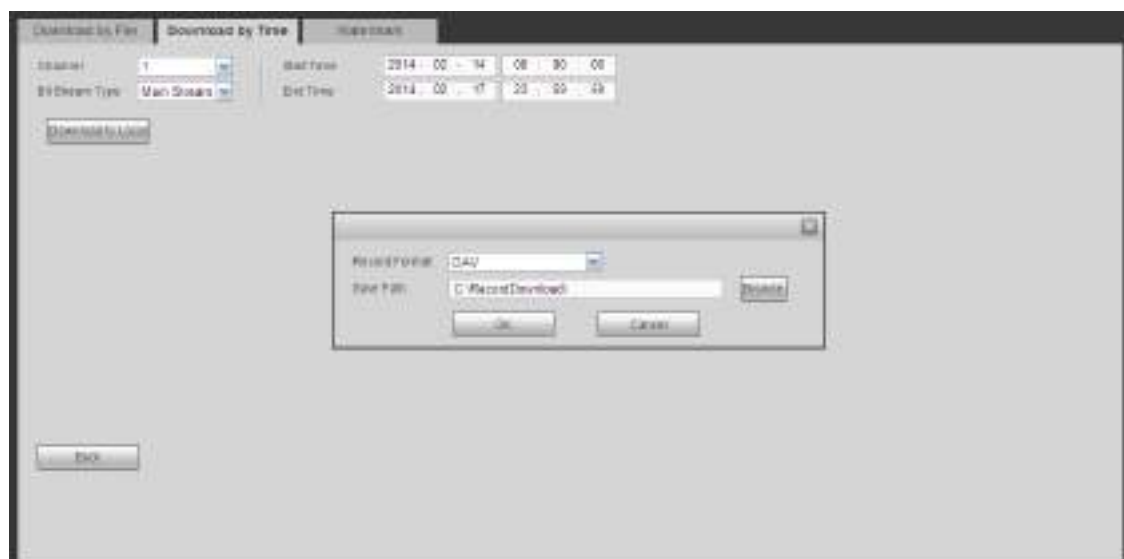 Download by File Download by Time Watermark
Channel 1 Start Time 2014 - 02 - 14 00 : 00 : 00
Bit Stream Type Main Stream End Time 2014 - 02 - 17 23 : 59 : 59
Download to Local
Record Format DAV
Save Path C:\RecordDownload\ Browse
OK Cancel
Back